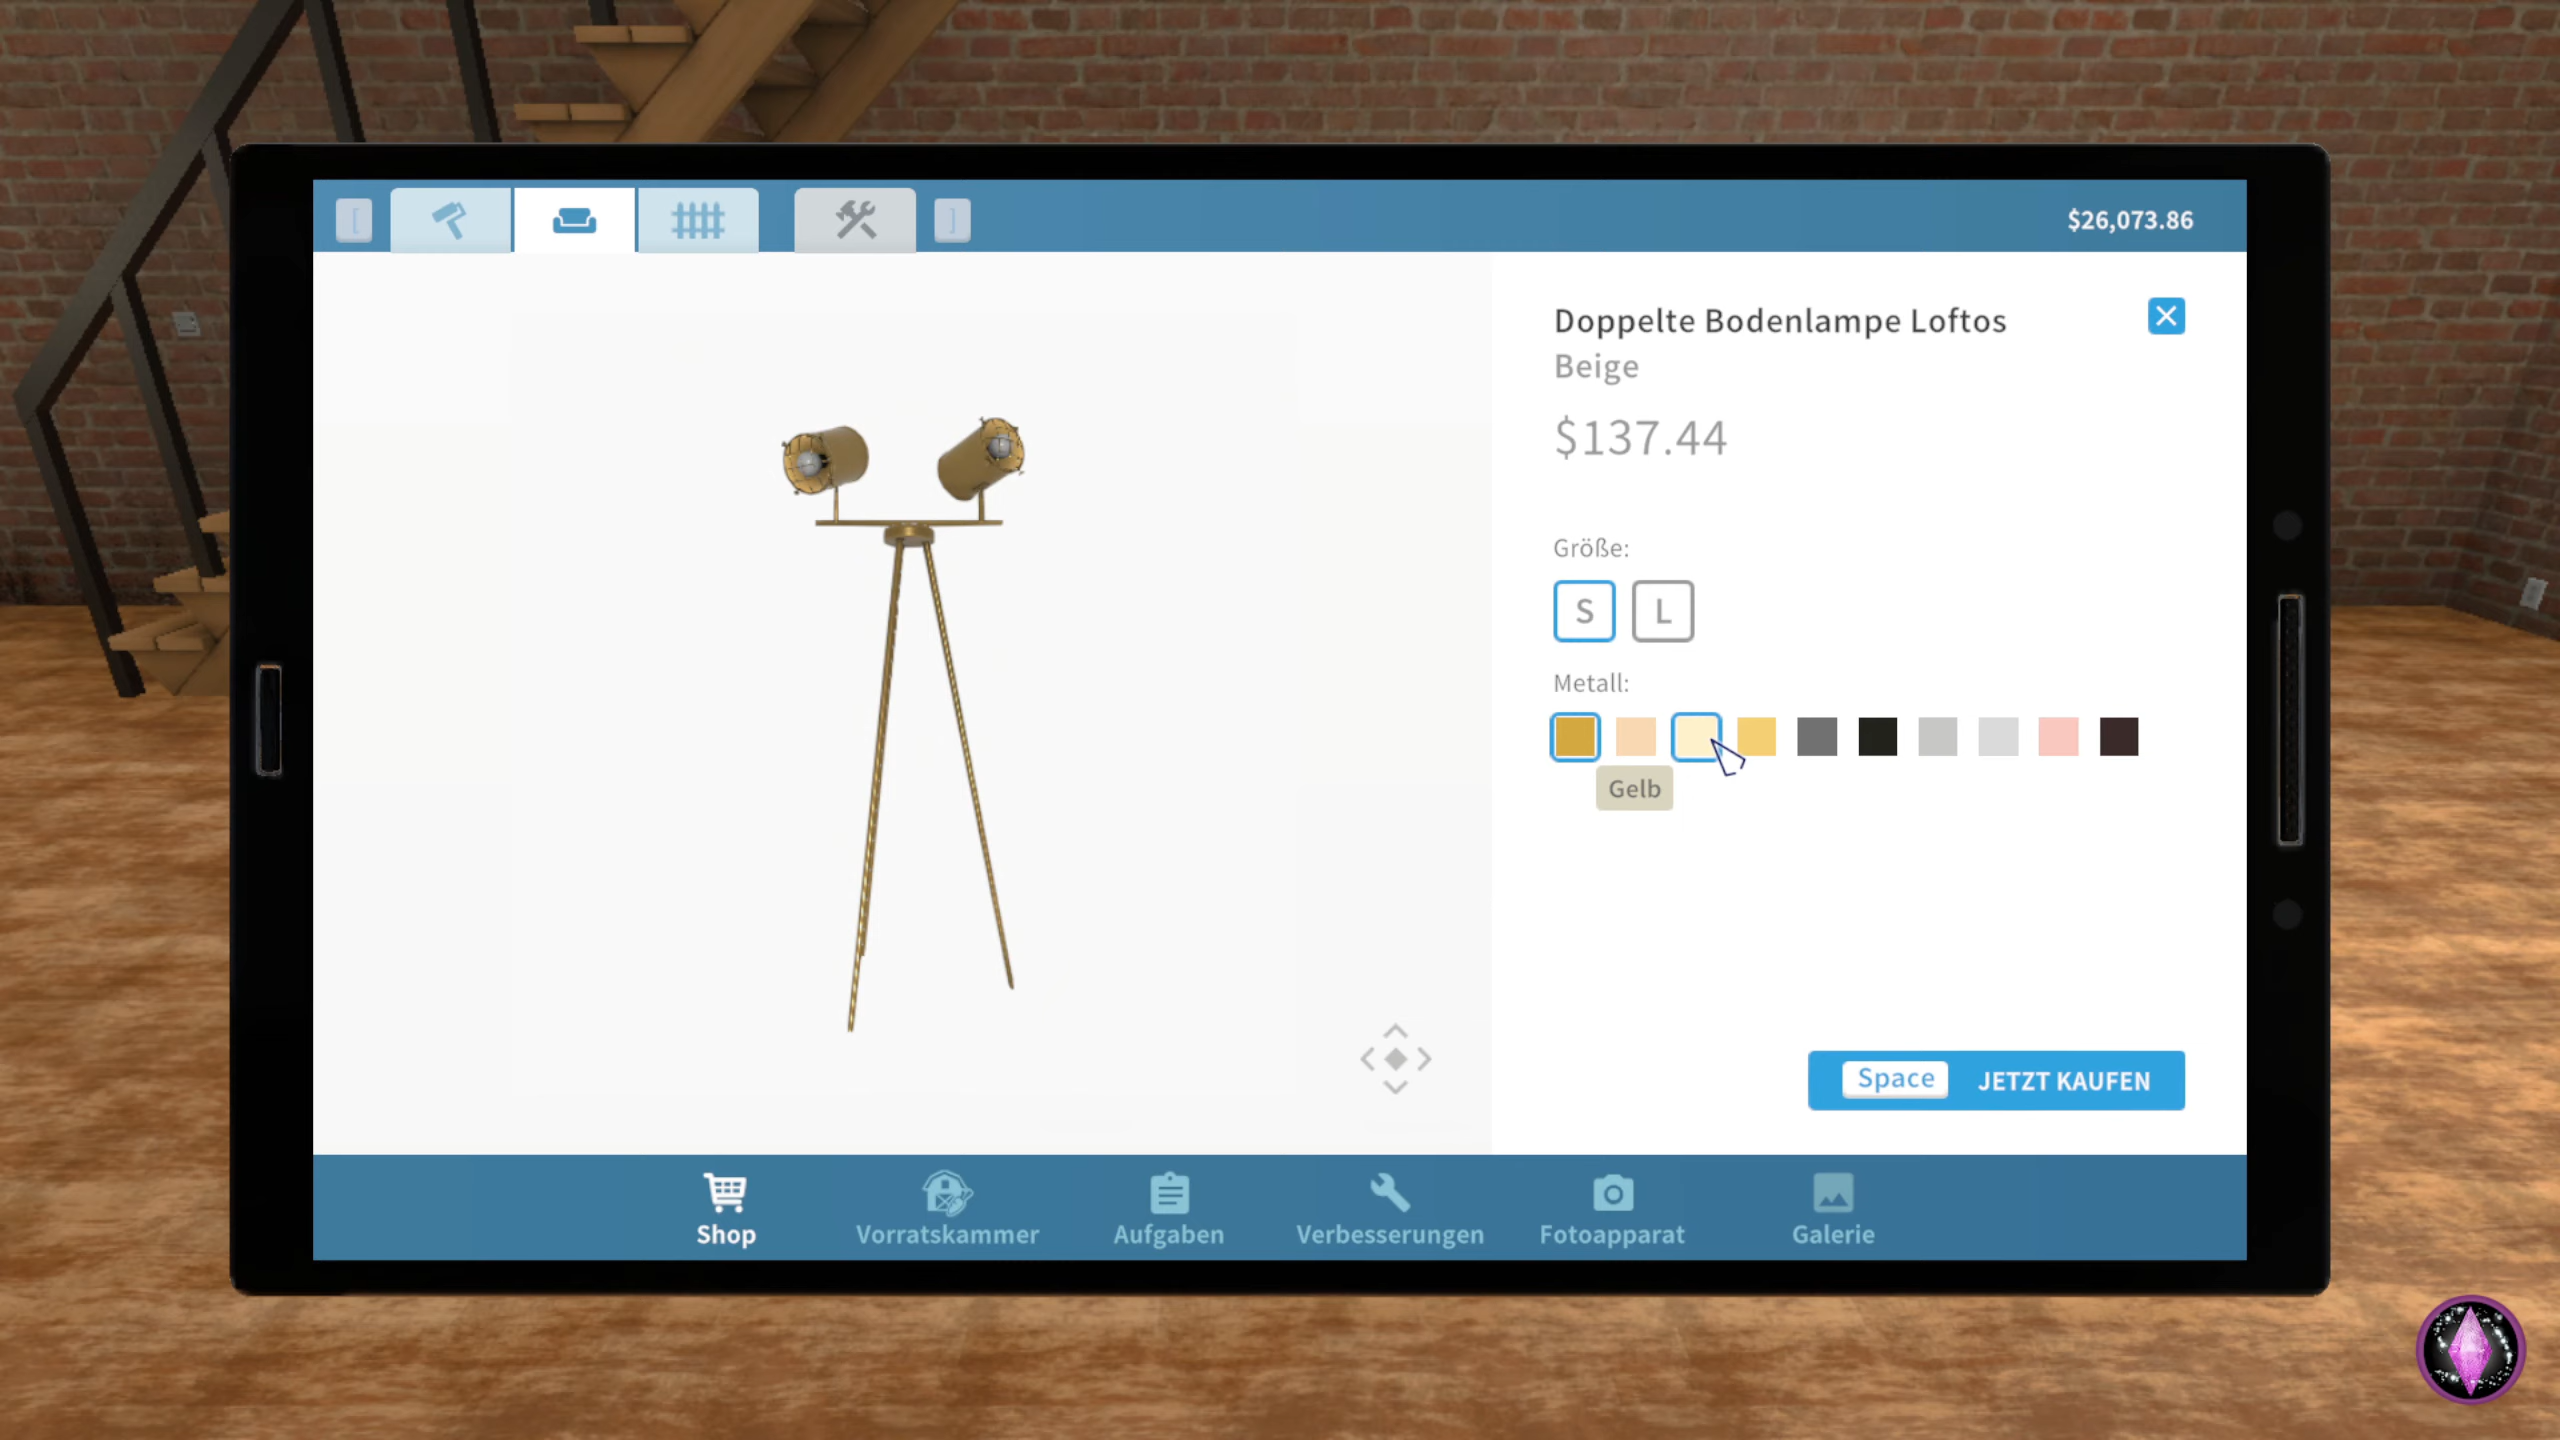 [
]
$26,073.86
Doppelte Bodenlampe Loftos
Beige
$137.44
Größe:
S L
Metall:
Gelb
Space JETZT KAUFEN
Shop Vorratskammer Aufgaben Verbesserungen Fotoapparat Galerie